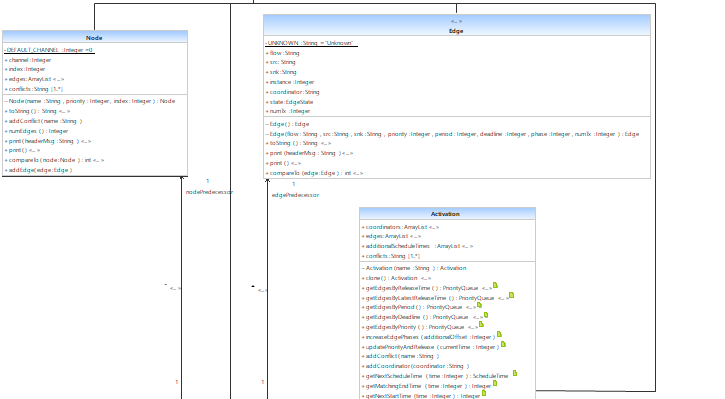 Node
- DEFAULT_CHANNEL : Integer =0
+ channel: Integer
+ index: Integer
+ edges: ArrayList <..>
+ conflicts: String [1..*]
~ Node( name : String , priority : Integer , index : Integer ) : Node
+ toString () : String <..>
+ addConflict( name : String )
+ numEdges () : Integer
+ print( headerMsg : String ) <..>
+ print() <..>
+ compareTo ( node: Node ) : int <..>
+ addEdge( edge: Edge )
<..>
Edge
- UNKNOWN : String = 'Unknown'
+ flow : String
+ src: String
+ snk: String
+ instance : Integer
+ coordinator: String
+ state: EdgeState
+ numTx : Integer
~ Edge() : Edge
~ Edge( flow : String , src : String , snk : String , priority : Integer , period : Integer , deadline : Integer , phase : Integer , numTx : Integer ) : Edge
+ toString () : String <..>
+ print ( headerMsg : String ) <..>
+ print () <..>
+ compareTo ( edge: Edge ) : int <..>
1
nodePredecessor
1
edgePredecessor
<..>
<..>
1
1
Activation
+ coordinators: ArrayList <..>
+ edges: ArrayList <..>
+ additionalScheduleTimes : ArrayList <..>
+ conflicts: String [1..*]
~ Activation ( name : String ) : Activation
+ clone() : Activation <..>
+ getEdgesByReleaseTime () : PriorityQueue <..>
+ getEdgesByLatestReleaseTime () : PriorityQueue <..>
+ getEdgesByPeriod () : PriorityQueue <..>
+ getEdgesByDeadline () : PriorityQueue <..>
+ getEdgesByPriority () : PriorityQueue <..>
+ increaseEdgePhases ( additionalOffset : Integer )
+ updatePriorityAndRelease ( currentTime : Integer )
+ addConflict ( name : String )
+ addCoordinator ( coordinator : String )
+ getNextScheduleTime ( time : Integer ) : ScheduleTime
+ getMatchingEndTime ( time : Integer ) : Integer
+ getNextStartTime ( time: Integer ) : Integer